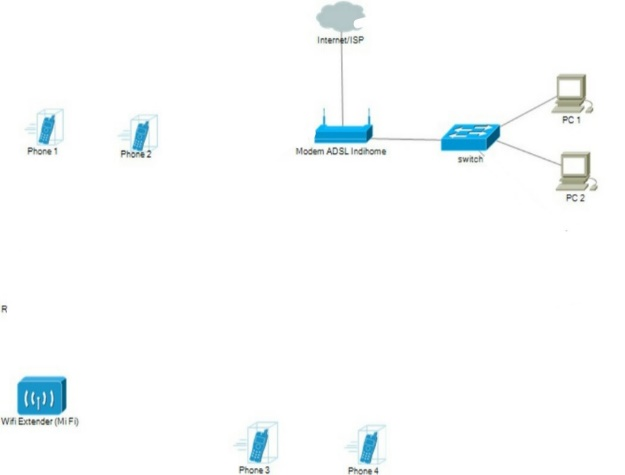 Internet/ISP
PC 1
Phone 1
Phone 2
Modem ADSL Indihome
switch
PC 2
R
Wifi Extender (Mi Fi)
Phone 3
Phone 4